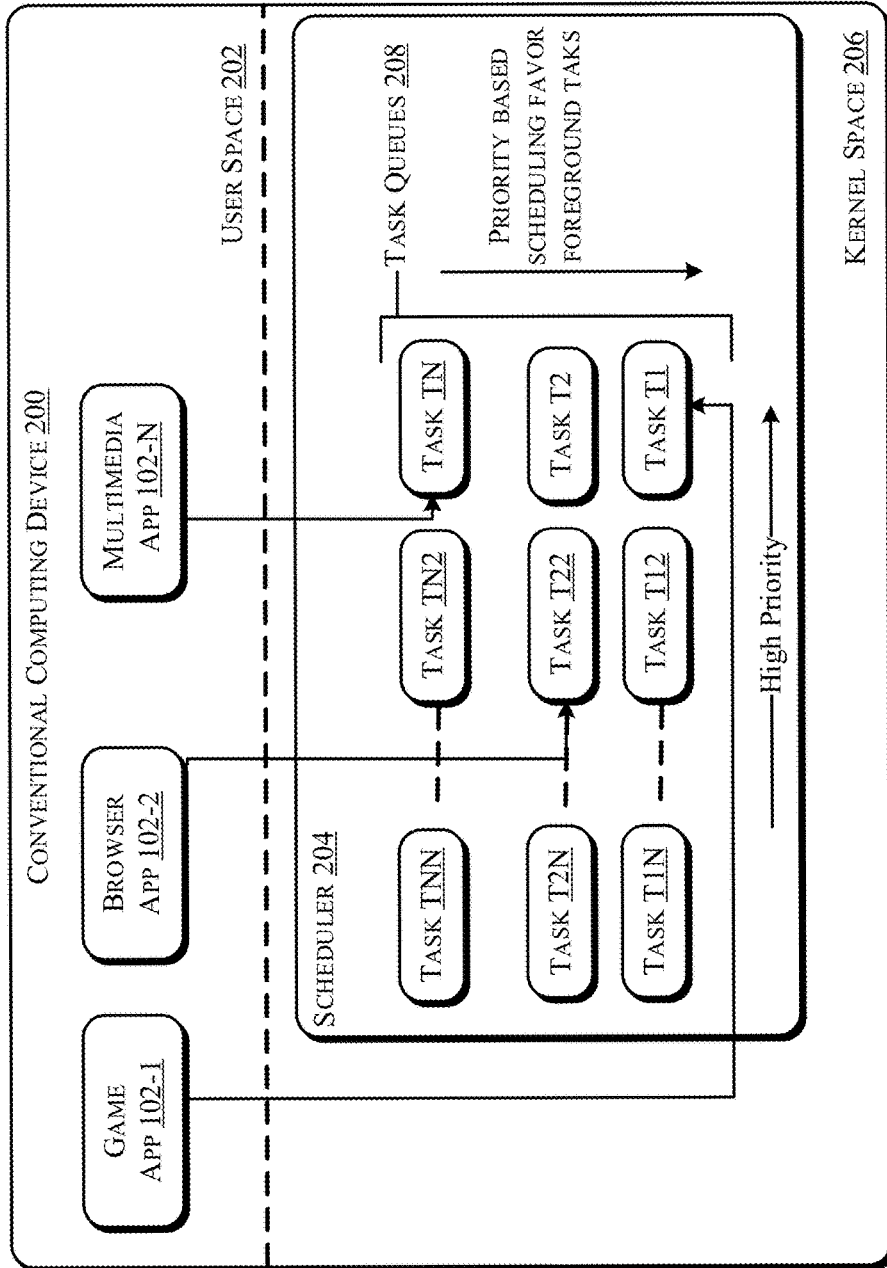 CONVENTIONAL COMPUTING DEVICE 200
GAME
APP 102-1
BROWSER
APP 102-2
MULTIMEDIA
APP 102-N
USER SPACE 202
SCHEDULER 204
TASK QUEUES 208
TASK TNN
TASK TN2
TASK TN
PRIORITY BASED
SCHEDULING FAVOR
FOREGROUND TAKS
TASK T2N
TASK T22
TASK T2
TASK T1N
TASK T12
TASK T1
High Priority
KERNEL SPACE 206